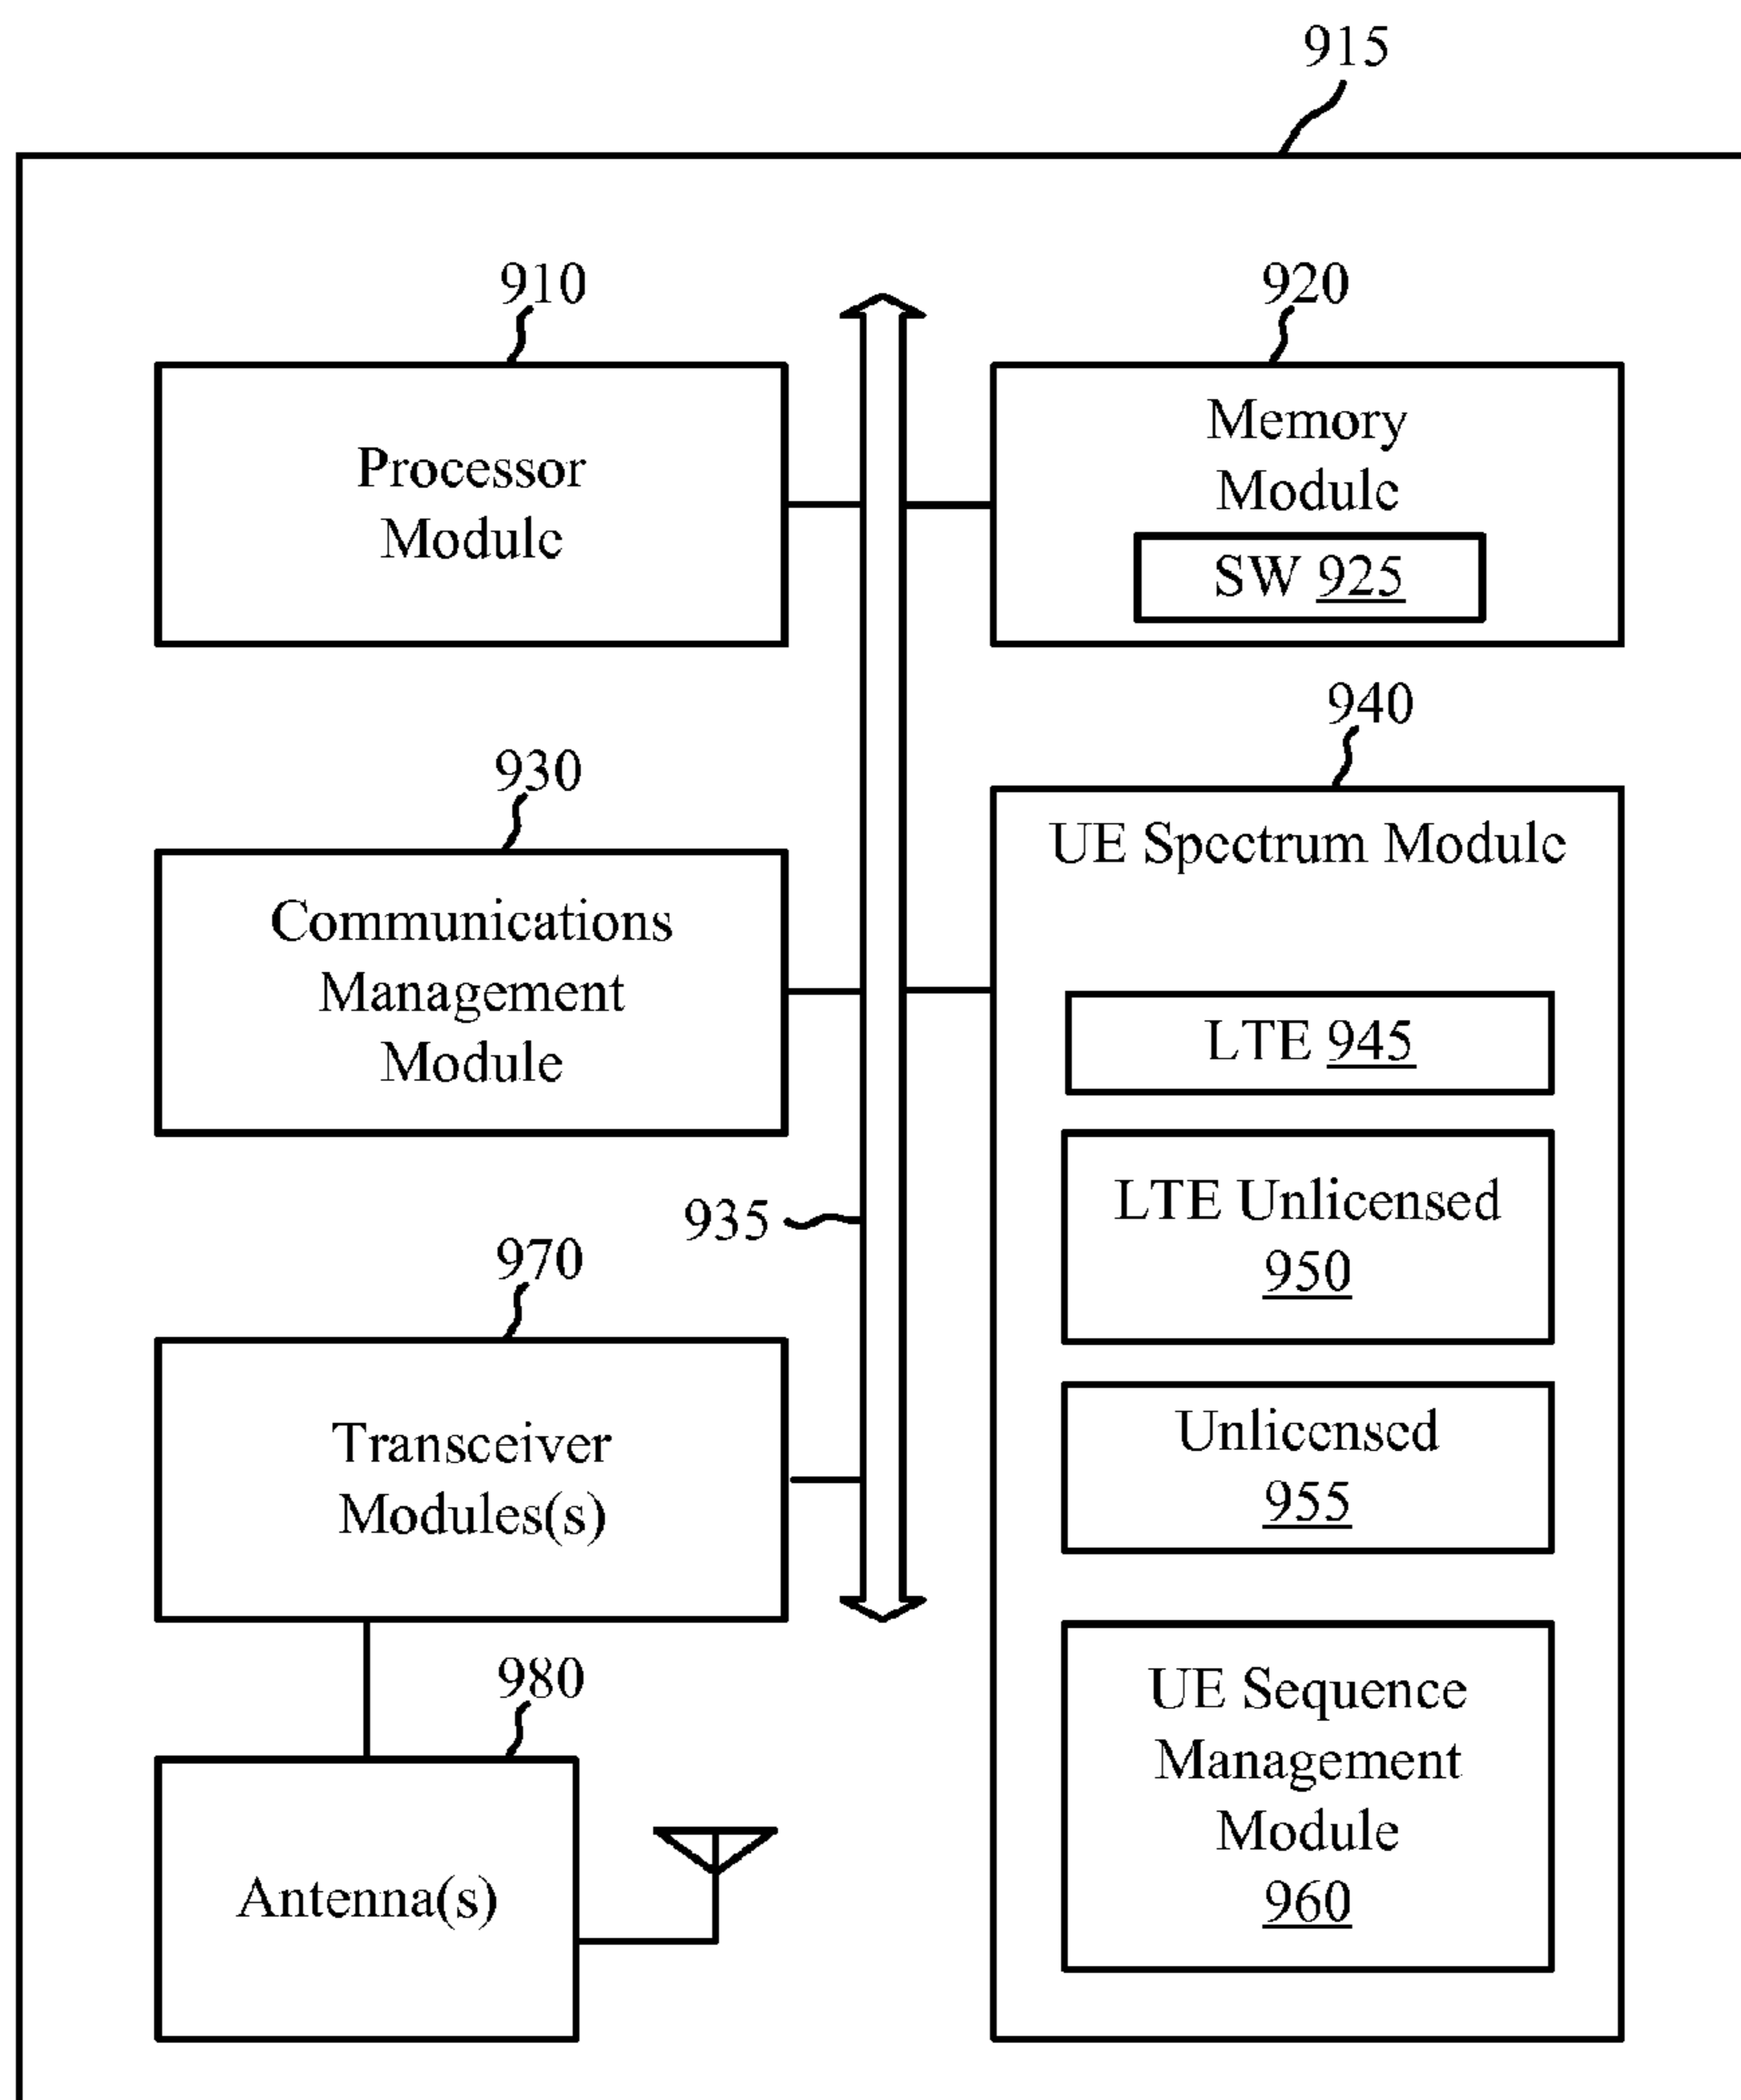 915
910
920
Processor
Module
Memory
Module
SW 925
940
930
UE Spectrum Module
Communications
Management
Module
LTE 945
LTE Unlicensed
950
935
970
Transceiver
Modules(s)
Unlicensed
955
980
UE Sequence
Management
Module
960
Antenna(s)